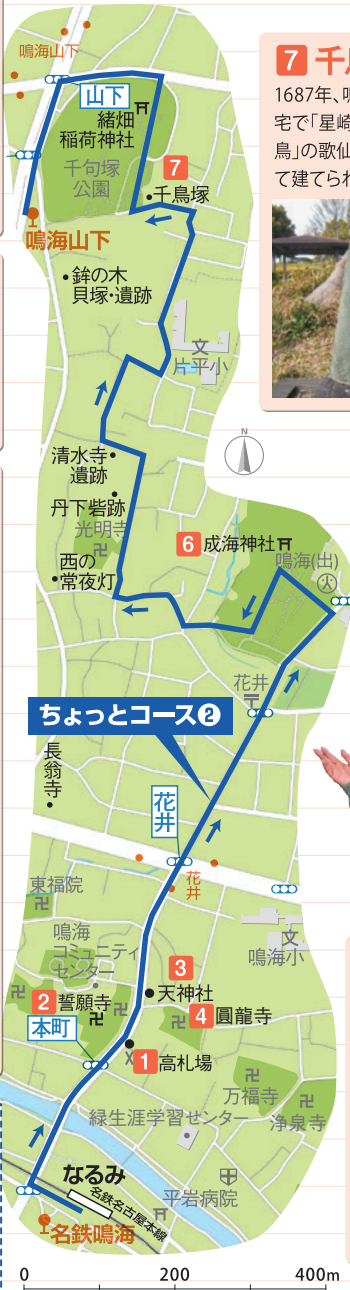 鳴海山下
山下
緒畑
稲荷神社
千句塚
公園
7
千鳥塚
鳴海山下
鉾の木
貝塚・遺跡
文
片平小
清水寺
遺跡
丹下砦跡
光明寺
西の
常夜灯
N
6 成海神社
鳴海(出)
火
花井
ちょっとコース❷
長翁寺
花井
花井
東福院
鳴海
コミュニティ
センター
文
鳴海小
3
天神社
2 誓願寺
4 圓龍寺
本町
1 高札場
万福寺
浄泉寺
緑生涯学習センター
なるみ
名鉄名古屋本線
平岩病院
名鉄鳴海
0 200 400m
7 千
1687年、
宅で「星崎
鳥」の歌仙
て建てられ